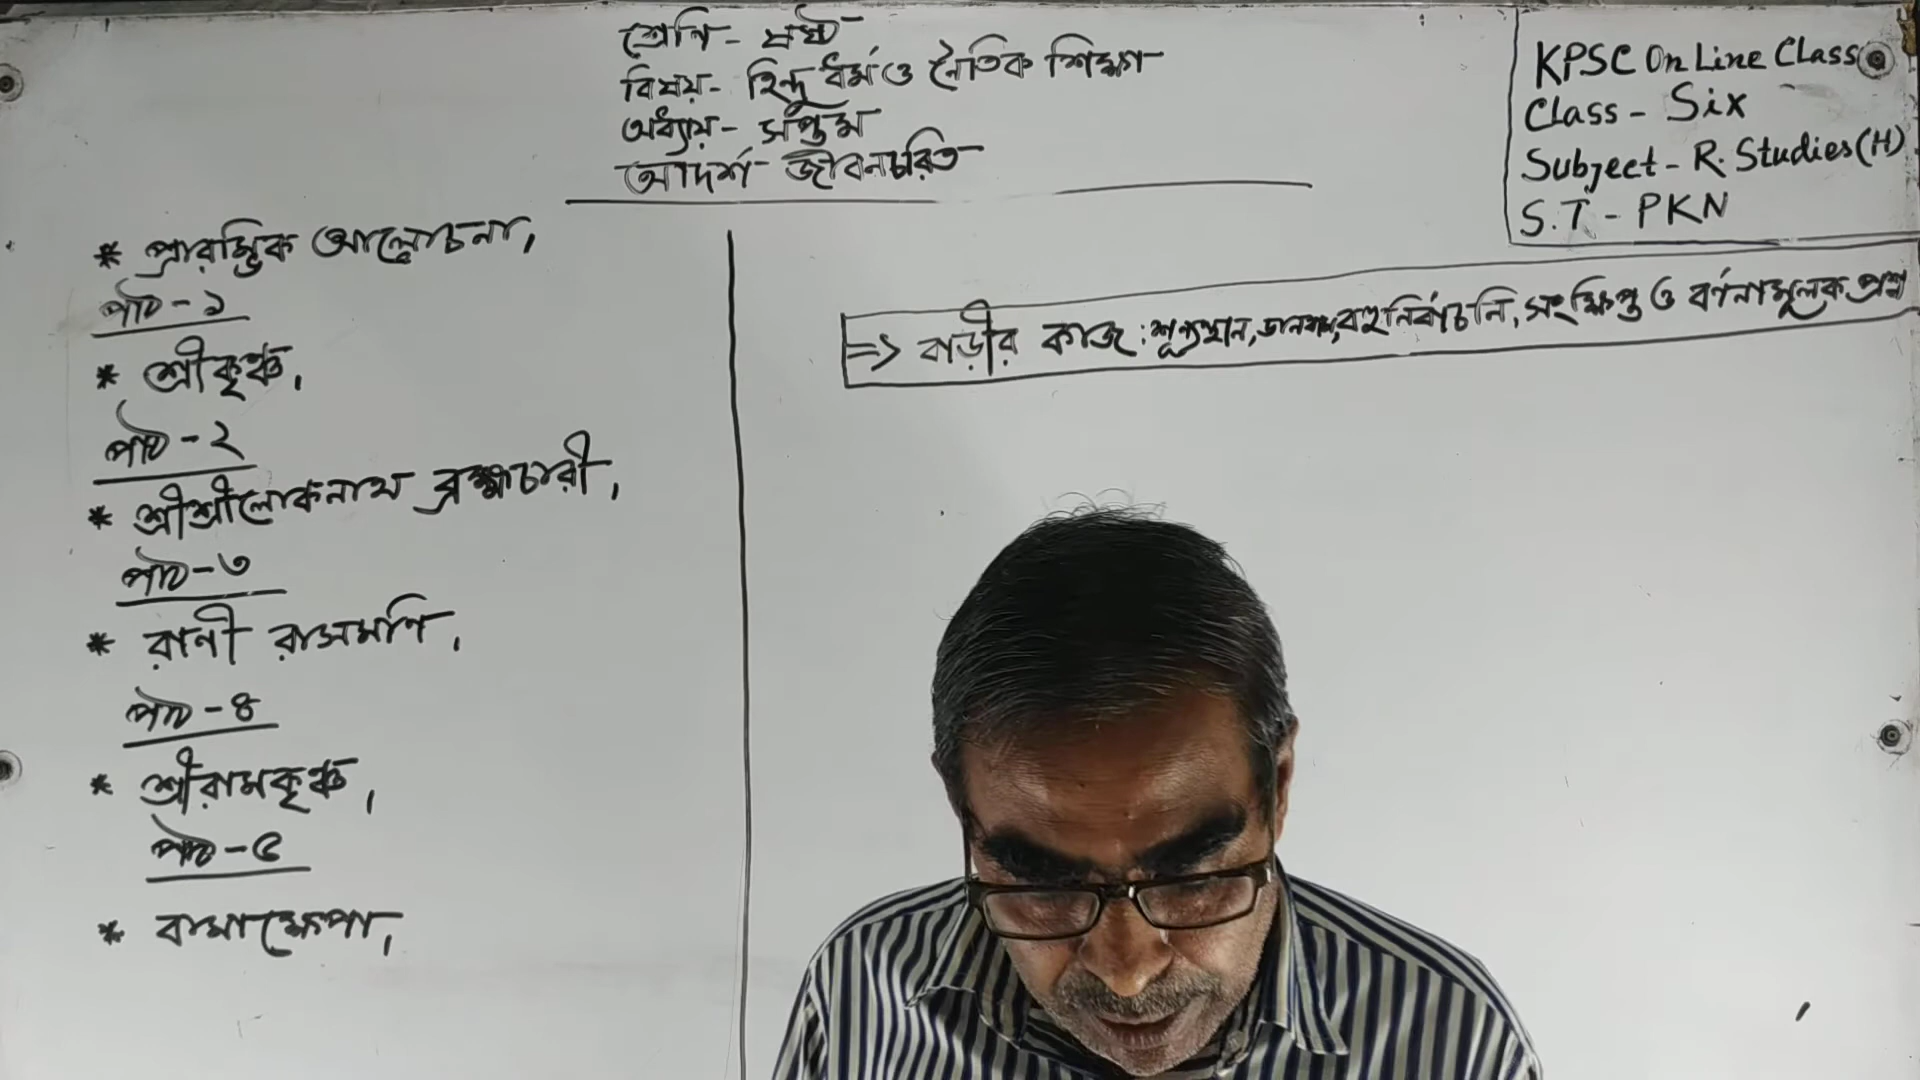 শ্রেণি - ষষ্ঠ
বিষয় - হিন্দু ধর্ম ও নৈতিক শিক্ষা
অধ্যায় - সপ্তম
আদর্শ জীবনচরিত
KPSC On Line Class
Class - Six
Subject - R. Studies (H)
S.T - PKN
* প্রারম্ভিক আলোচনা,
পাঠ - ১
* শ্রীকৃষ্ণ,
পাঠ - ২
* শ্রীশ্রীলোকনাথ ব্রহ্মচারী,
পাঠ - ৩
* রাণী রাসমণি,
পাঠ - ৪
* শ্রীরামকৃষ্ণ,
পাঠ - ৫
* বামাক্ষেপা,
=> বাড়ীর কাজ: শূণ্যস্থান, ডানবাম, বহুনির্বাচনি, সংক্ষিপ্ত ও বর্ণনামূলক প্রশ্ন